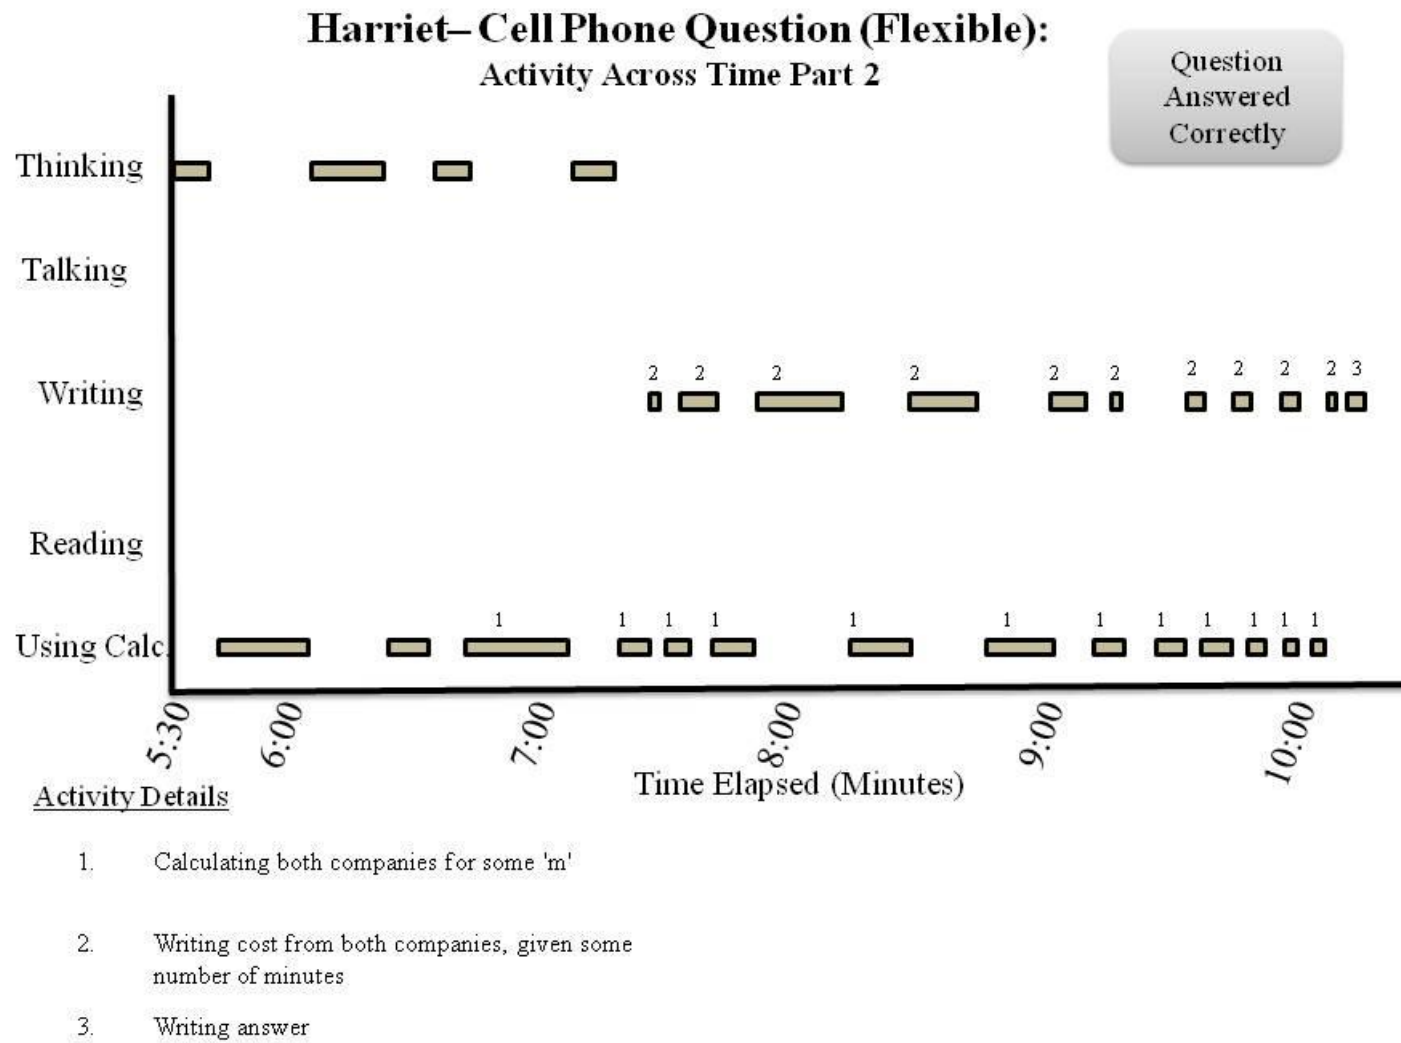 Harriet– Cell Phone Question (Flexible):
Activity Across Time Part 2
Question
Answered
Correctly
Thinking
Talking
Writing
2 2 2 2 2 2 2 2 2 2 3
Reading
Using Calc.
1 1 1 1 1 1 1 1 1 1 1 1
5:30 6:00 7:00 8:00 9:00 10:00
Time Elapsed (Minutes)
Activity Details
1. Calculating both companies for some 'm'
2. Writing cost from both companies, given some
number of minutes
3. Writing answer